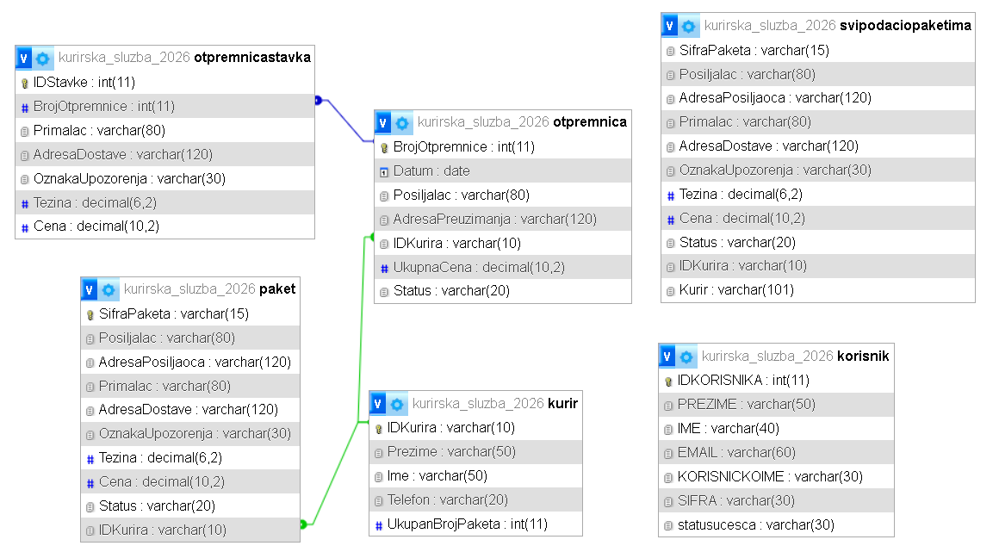 kurirska_sluzba_2026 otpremnicastavka
IDStavke : int(11)
BrojOtpremnice : int(11)
Primalac : varchar(80)
AdresaDostave : varchar(120)
OznakaUpozorenja : varchar(30)
Tezina : decimal(6,2)
Cena : decimal(10,2)
kurirska_sluzba_2026 otpremnica
BrojOtpremnice : int(11)
Datum : date
Posiljalac : varchar(80)
AdresaPreuzimanja : varchar(120)
IDKurira : varchar(10)
UkupnaCena : decimal(10,2)
Status : varchar(20)
kurirska_sluzba_2026 svipodaciopaketima
SifraPaketa : varchar(15)
Posiljalac : varchar(80)
AdresaPosiljaoca : varchar(120)
Primalac : varchar(80)
AdresaDostave : varchar(120)
OznakaUpozorenja : varchar(30)
Tezina : decimal(6,2)
Cena : decimal(10,2)
Status : varchar(20)
IDKurira : varchar(10)
Kurir : varchar(101)
kurirska_sluzba_2026 paket
SifraPaketa : varchar(15)
Posiljalac : varchar(80)
AdresaPosiljaoca : varchar(120)
Primalac : varchar(80)
AdresaDostave : varchar(120)
OznakaUpozorenja : varchar(30)
Tezina : decimal(6,2)
Cena : decimal(10,2)
Status : varchar(20)
IDKurira : varchar(10)
kurirska_sluzba_2026 kurir
IDKurira : varchar(10)
Prezime : varchar(50)
Ime : varchar(50)
Telefon : varchar(20)
UkupanBrojPaketa : int(11)
kurirska_sluzba_2026 korisnik
IDKORISNIKA : int(11)
PREZIME : varchar(50)
IME : varchar(40)
EMAIL : varchar(60)
KORISNICKOIME : varchar(30)
SIFRA : varchar(30)
statusucesca : varchar(30)